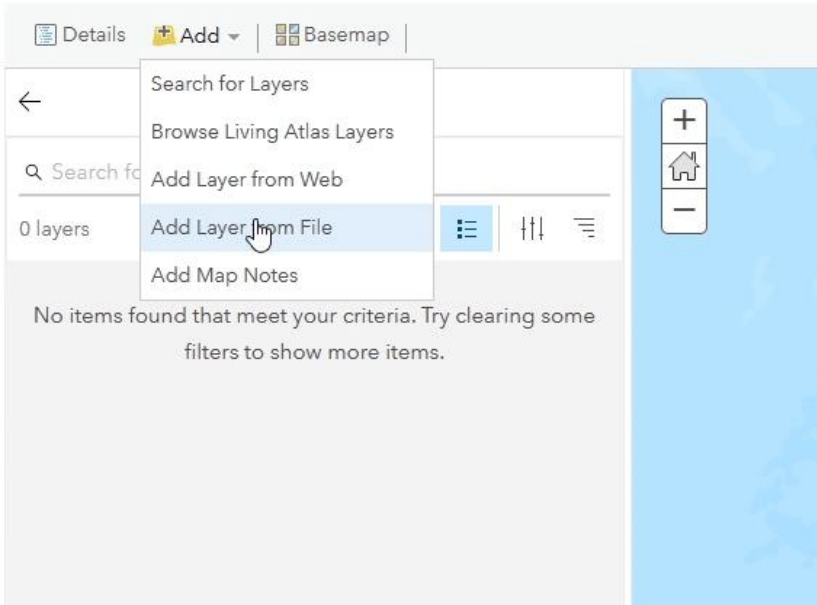 Details Add Basemap
Search for Layers
Browse Living Atlas Layers
Search fo
Add Layer from Web
0 layers
Add Layer from File
Add Map Notes
No items found that meet your criteria. Try clearing some
filters to show more items.
+
−